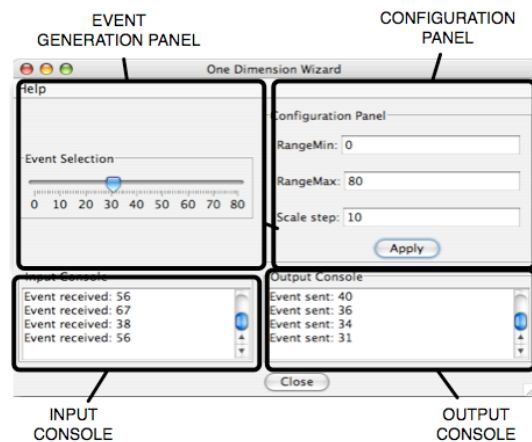 EVENT
GENERATION PANEL
CONFIGURATION
PANEL
One Dimension Wizard
Help
Event Selection
0 10 20 30 40 50 60 70 80
Configuration Panel
RangeMin: 0
RangeMax: 80
Scale step: 10
Apply
Input Console
Event received: 56
Event received: 67
Event received: 38
Event received: 56
Output Console
Event sent: 40
Event sent: 36
Event sent: 34
Event sent: 31
Close
INPUT
CONSOLE
OUTPUT
CONSOLE